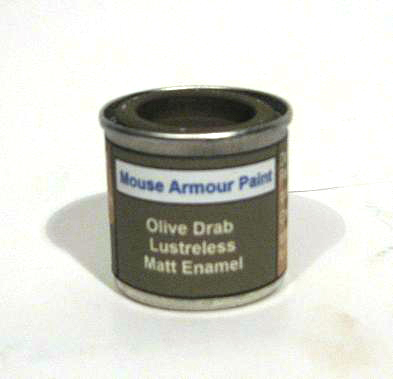 Mouse Armour Paint
Olive Drab
Lustreless
Matt Enamel